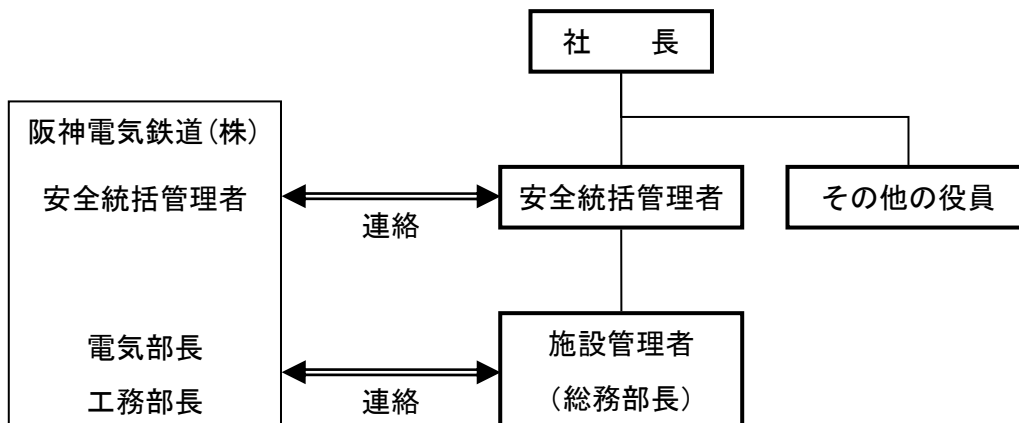 社　　長
阪神電気鉄道(株)
安全統括管理者
連絡
安全統括管理者
その他の役員
電気部長
工務部長
連絡
施設管理者
(総務部長)